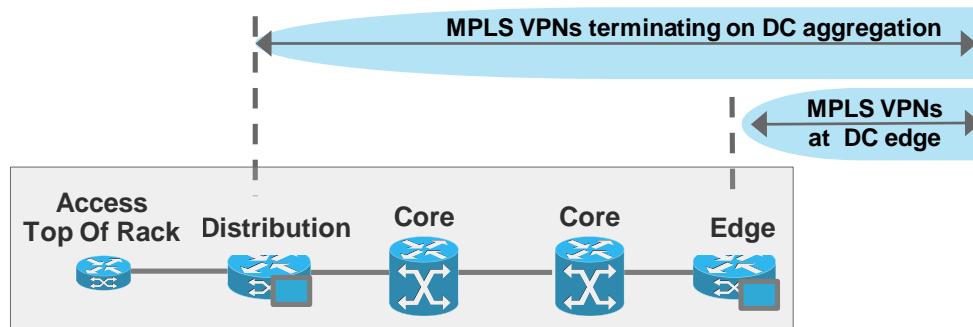 MPLS VPNs terminating on DC aggregation
MPLS VPNs
at DC edge
Access
Top Of Rack
Distribution
Core
Core
Edge